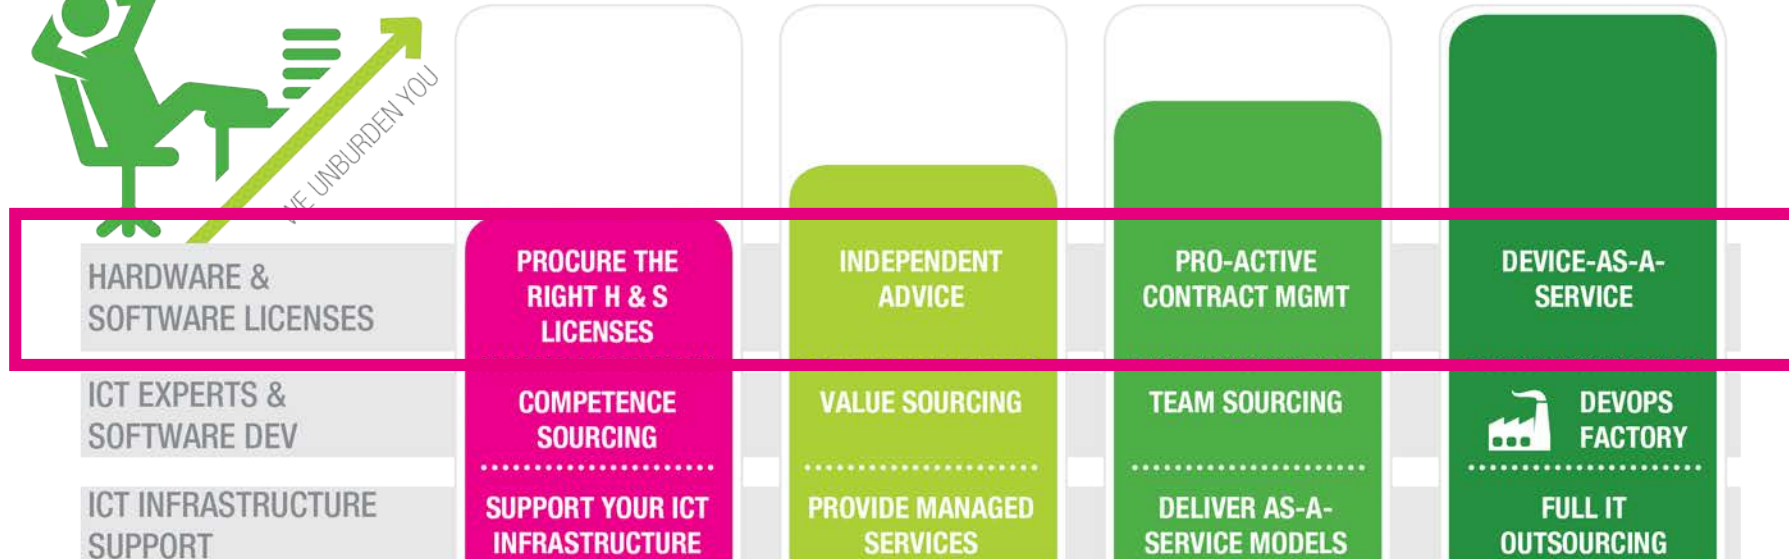 WE UNBURDEN YOU
HARDWARE &
SOFTWARE LICENSES
PROCURE THE
RIGHT H & S
LICENSES
INDEPENDENT
ADVICE
PRO-ACTIVE
CONTRACT MGMT
DEVICE-AS-A-
SERVICE
ICT EXPERTS &
SOFTWARE DEV
COMPETENCE
SOURCING
VALUE SOURCING
TEAM SOURCING
DEVOPS
FACTORY
ICT INFRASTRUCTURE
SUPPORT
SUPPORT YOUR ICT
INFRASTRUCTURE
PROVIDE MANAGED
SERVICES
DELIVER AS-A-
SERVICE MODELS
FULL IT
OUTSOURCING